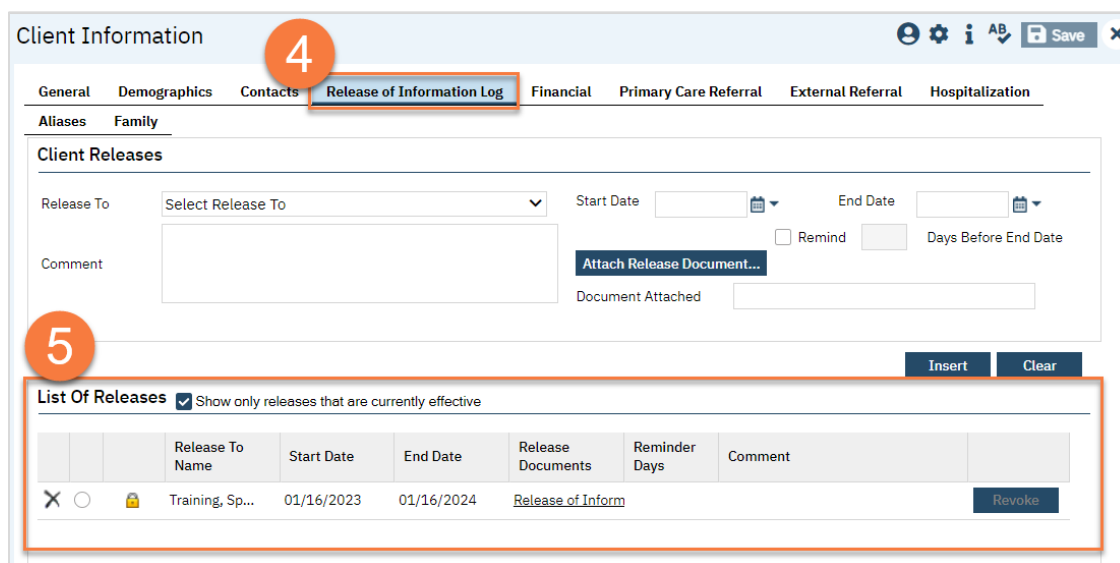 Client Information
Save
4
General Demographics Contacts Release of Information Log Financial Primary Care Referral External Referral Hospitalization
Aliases Family
Client Releases
Release To Select Release To Start Date End Date
Remind Days Before End Date
Comment Attach Release Document...
Document Attached
5
Insert Clear
List Of Releases Show only releases that are currently effective
Release To Name Start Date End Date Release Documents Reminder Days Comment
Training, Sp... 01/16/2023 01/16/2024 Release of Inform Revoke